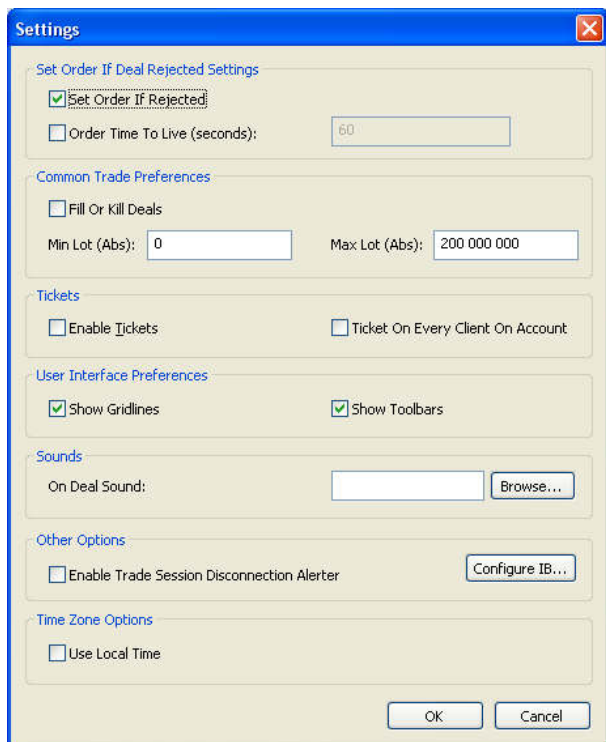 Settings
Set Order If Deal Rejected Settings
Set Order If Rejected
Order Time To Live (seconds): 60
Common Trade Preferences
Fill Or Kill Deals
Min Lot (Abs): 0 Max Lot (Abs): 200 000 000
Tickets
Enable Tickets Ticket On Every Client On Account
User Interface Preferences
Show Gridlines Show Toolbars
Sounds
On Deal Sound: Browse...
Other Options
Enable Trade Session Disconnection Alerter Configure IB...
Time Zone Options
Use Local Time
OK Cancel